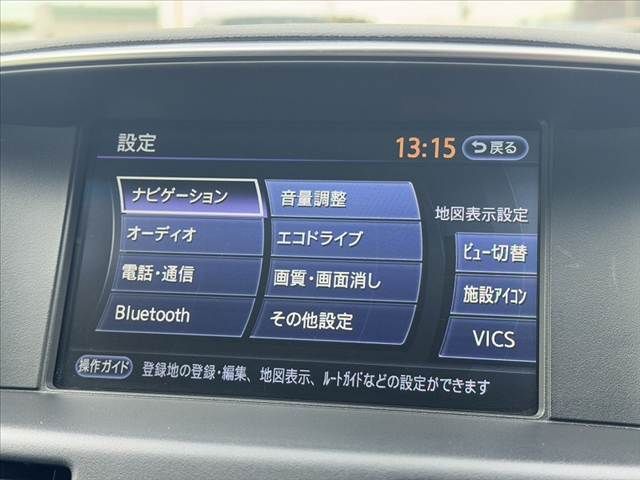 設定
13:15
戻る
ナビゲーション
音量調整
地図表示設定
オーディオ
エコドライブ
ビュー切替
電話・通信
画質・画面消し
施設アイコン
Bluetooth
その他設定
VICS
操作ガイド 登録地の登録・編集、地図表示、ルートガイドなどの設定ができます